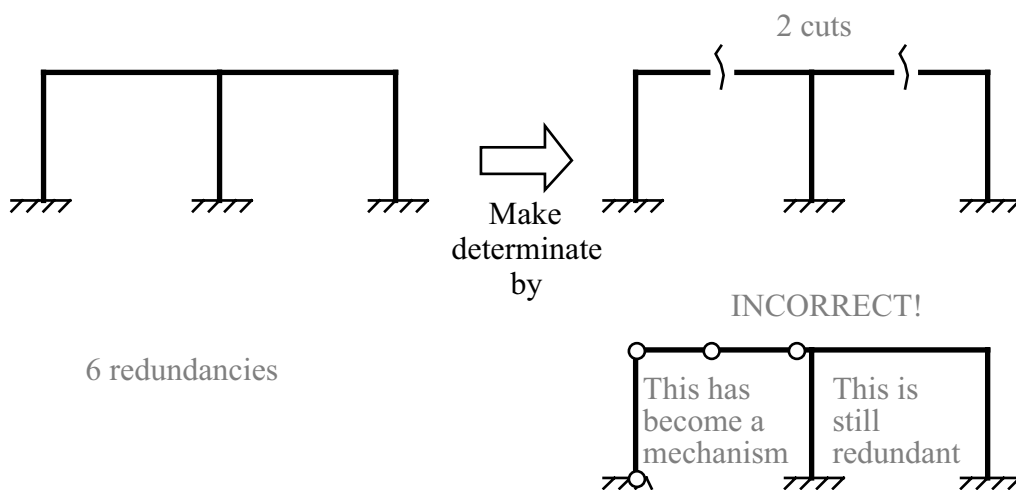 2 cuts
Make
determinate
by
INCORRECT!
6 redundancies
This has
become a
mechanism
This is
still
redundant